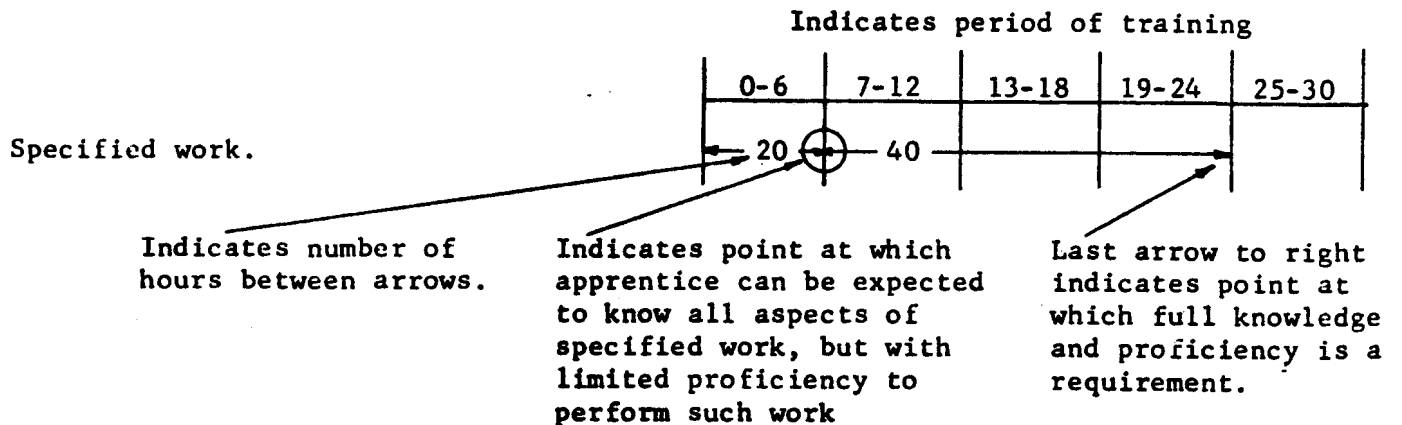 Indicates period of training
0-6 7-12 13-18 19-24 25-30
Specified work.
20 40
Indicates number of
hours between arrows.
Indicates point at which
apprentice can be expected
to know all aspects of
specified work, but with
limited proficiency to
perform such work
Last arrow to right
indicates point at
which full knowledge
and proficiency is a
requirement.